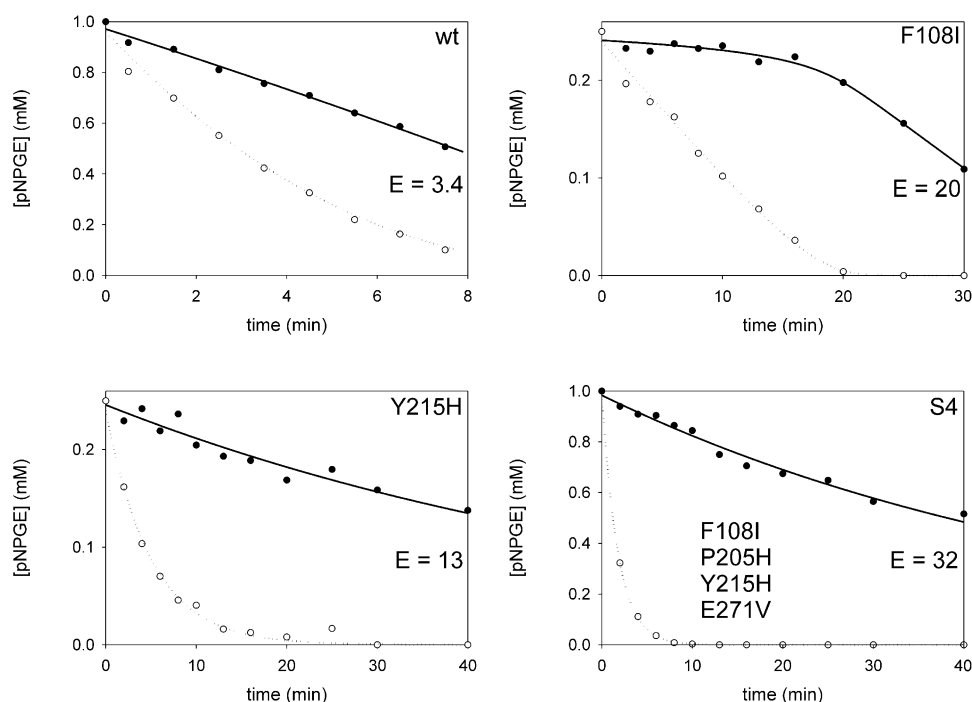 wt
[pNPGE] (mM)
1.0
0.8
0.6
0.4
0.2
0.0
E = 3.4
0 2 4 6 8
time (min)
F108I
[pNPGE] (mM)
0.2
0.1
0.0
E = 20
0 10 20 30
time (min)
Y215H
[pNPGE] (mM)
0.2
0.1
0.0
E = 13
0 10 20 30 40
time (min)
S4
[pNPGE] (mM)
1.0
0.8
0.6
0.4
0.2
0.0
F108I
P205H
Y215H
E271V
E = 32
0 10 20 30 40
time (min)